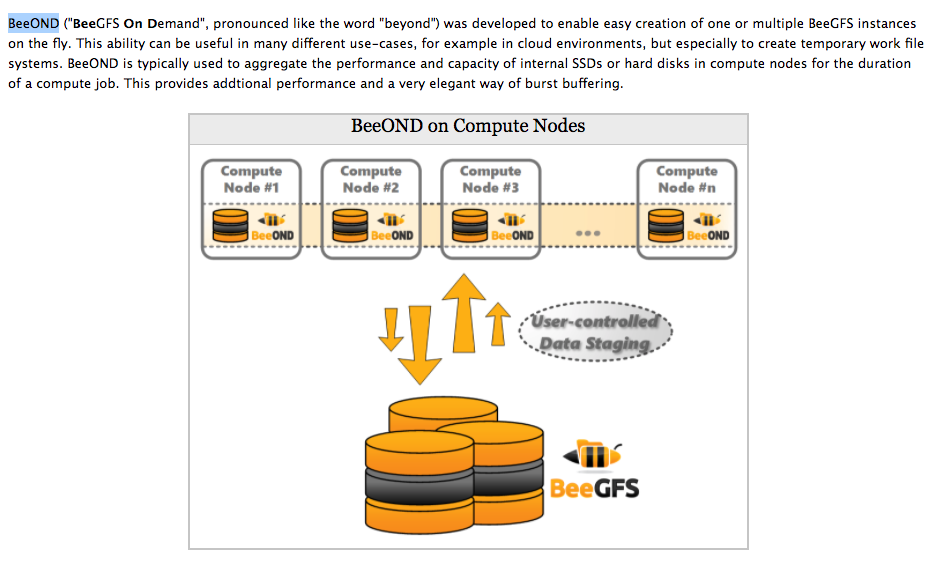 BeeOND ("BeeGFS On Demand", pronounced like the word "beyond") was developed to enable easy creation of one or multiple BeeGFS instances
on the fly. This ability can be useful in many different use-cases, for example in cloud environments, but especially to create temporary work file
systems. BeeOND is typically used to aggregate the performance and capacity of internal SSDs or hard disks in compute nodes for the duration
of a compute job. This provides addtional performance and a very elegant way of burst buffering.
BeeOND on Compute Nodes
Compute
Node #1
BeeOND
Compute
Node #2
BeeOND
Compute
Node #3
BeeOND
...
Compute
Node #n
BeeOND
User-controlled
Data Staging
BeeGFS